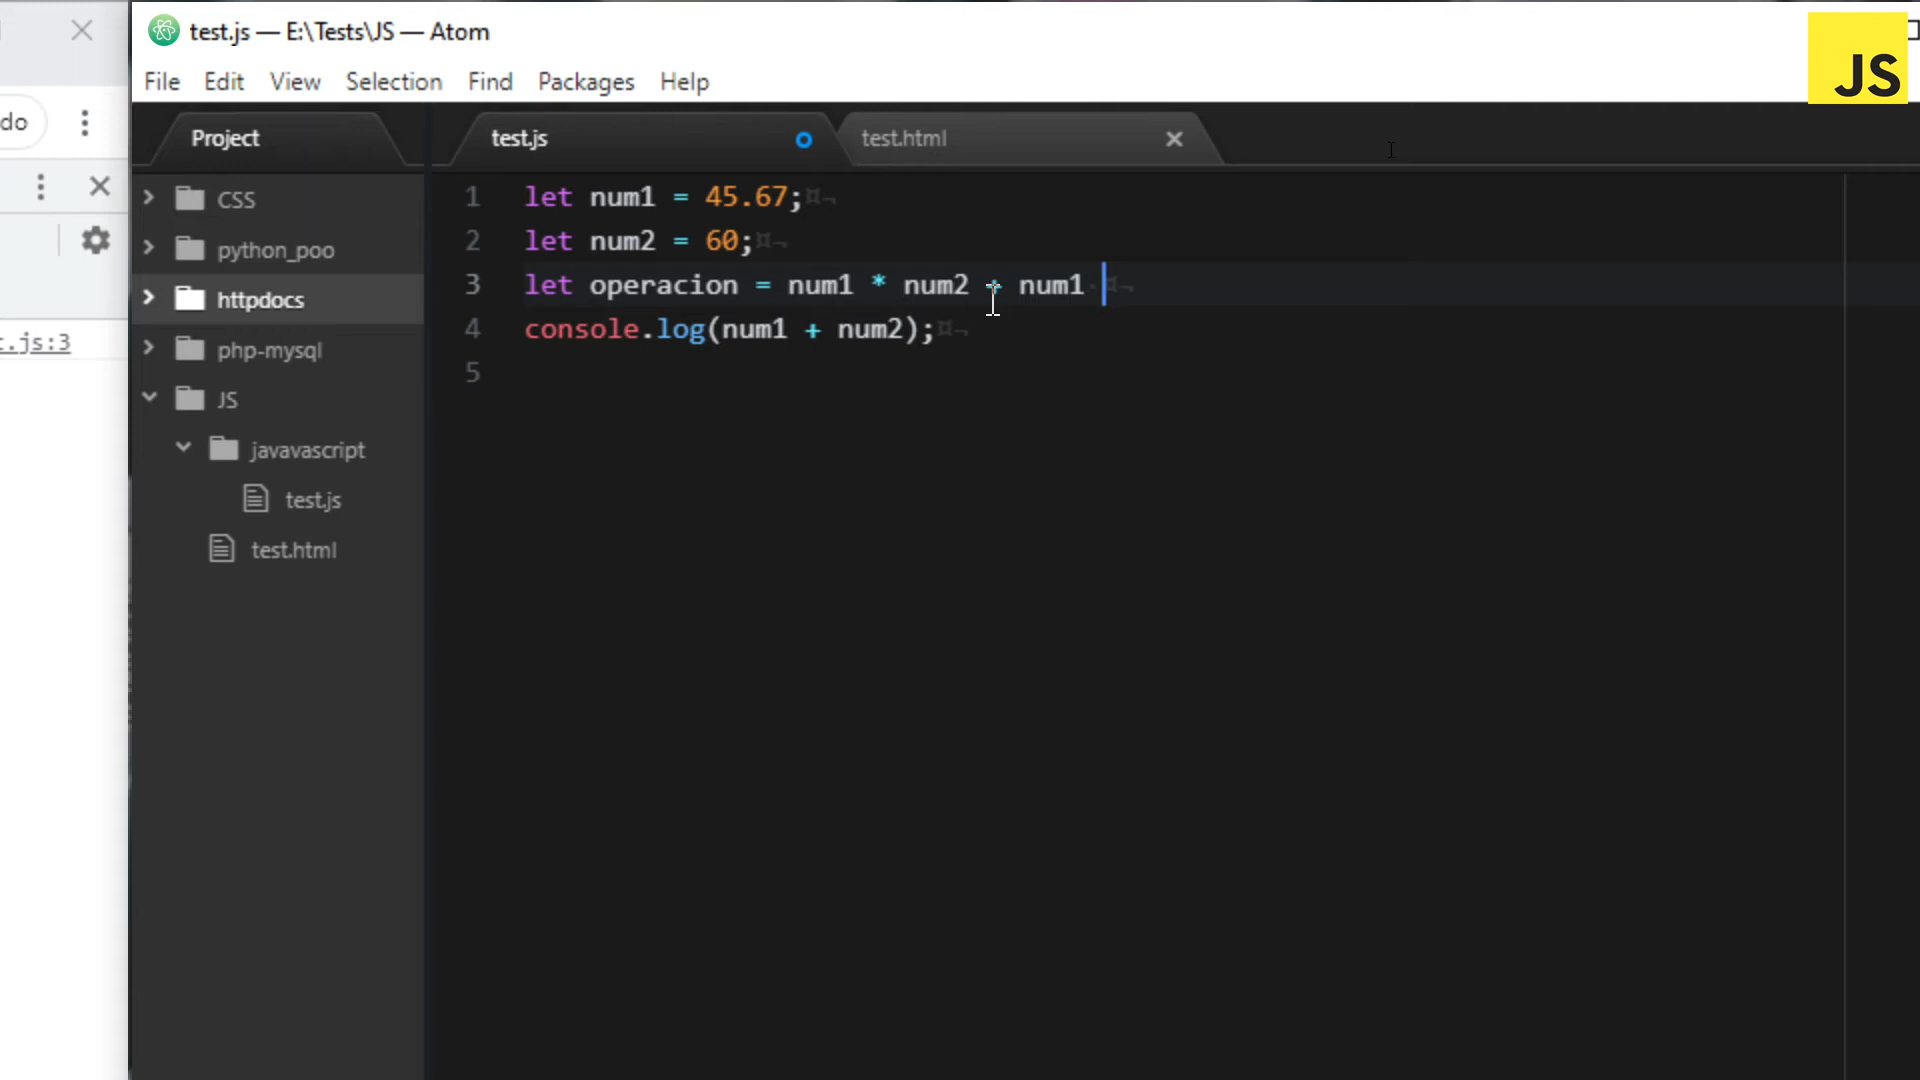 test.js — E:\Tests\JS — Atom
JS
File Edit View Selection Find Packages Help
do
Project
test.js
test.html
1 let num1 = 45.67;¤¬
2 let num2 = 60;¤¬
3 let operacion = num1 * num2 + num1 ¤¬
4 console.log(num1 + num2);¤¬
5
CSS
python_poo
httpdocs
t.js:3
php-mysql
JS
javavascript
test.js
test.html